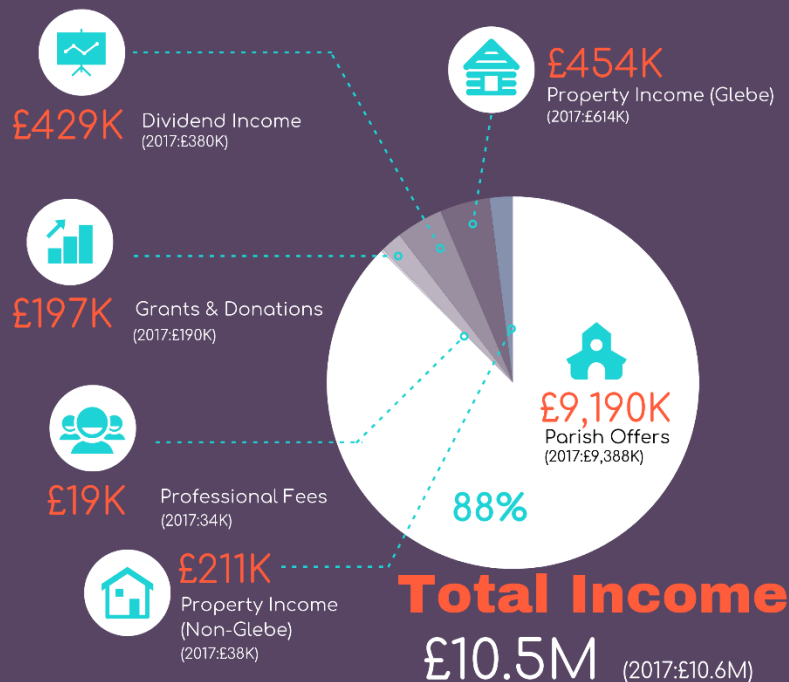 £429K
Dividend Income
(2017:£380K)
£454K
Property Income (Glebe)
(2017:£614K)
£197K
Grants & Donations
(2017:£190K)
£9,190K
Parish Offers
(2017:£9,388K)
88%
£19K
Professional Fees
(2017:34K)
£211K
Property Income
(Non-Glebe)
(2017:£38K)
Total Income
£10.5M (2017:£10.6M)